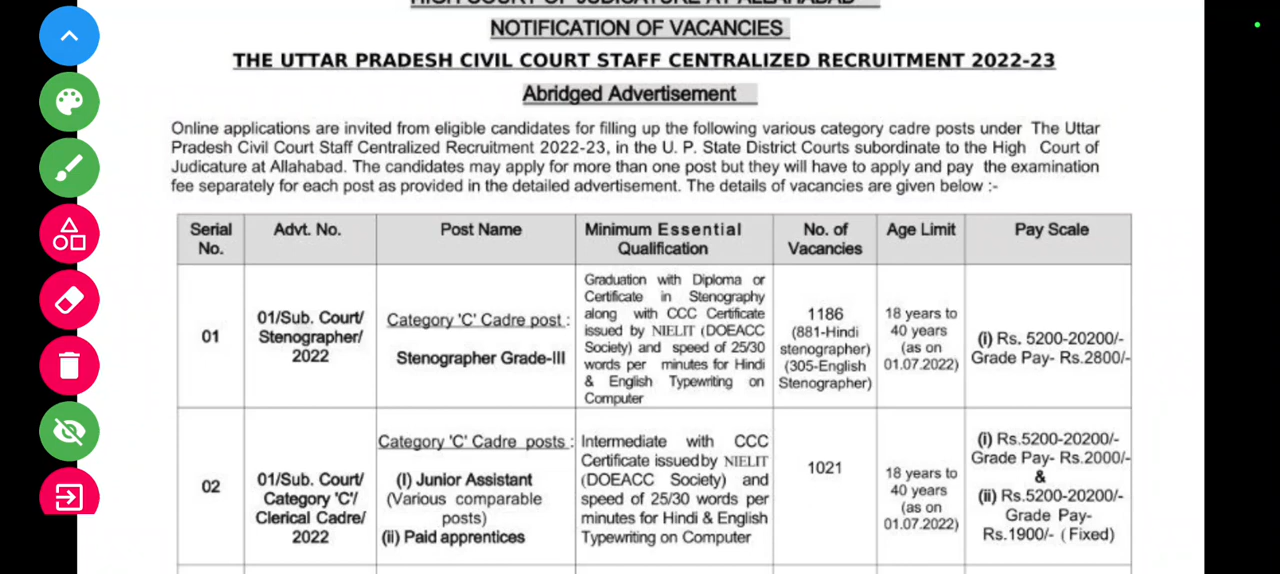 HIGH COURT OF JUDICATURE AT ALLAHABAD
NOTIFICATION OF VACANCIES
THE UTTAR PRADESH CIVIL COURT STAFF CENTRALIZED RECRUITMENT 2022-23
Abridged Advertisement
Online applications are invited from eligible candidates for filling up the following various category cadre posts under The Uttar
Pradesh Civil Court Staff Centralized Recruitment 2022-23, in the U. P. State District Courts subordinate to the High Court of
Judicature at Allahabad. The candidates may apply for more than one post but they will have to apply and pay the examination
fee separately for each post as provided in the detailed advertisement. The details of vacancies are given below :-
Serial
No.
Advt. No.
Post Name
Minimum Essential
Qualification
No. of
Vacancies
Age Limit
Pay Scale
01
01/Sub. Court/
Stenographer/
2022
Category 'C' Cadre post :
Stenographer Grade-III
Graduation with Diploma or
Certificate in Stenography
along with CCC Certificate
issued by NIELIT (DOEACC
Society) and speed of 25/30
words per minutes for Hindi
& English Typewriting on
Computer
1186
(881-Hindi
stenographer)
(305-English
Stenographer)
18 years to
40 years
(as on
01.07.2022)
(i) Rs. 5200-20200/-
Grade Pay- Rs.2800/-
02
01/Sub. Court/
Category 'C'/
Clerical Cadre/
2022
Category 'C' Cadre posts :
(I) Junior Assistant
(Various comparable
posts)
(ii) Paid apprentices
Intermediate with CCC
Certificate issued by NIELIT
(DOEACC Society) and
speed of 25/30 words per
minutes for Hindi & English
Typewriting on Computer
1021
18 years to
40 years
(as on
01.07.2022)
(i) Rs.5200-20200/-
Grade Pay- Rs.2000/-
&
(ii) Rs.5200-20200/-
Grade Pay-
Rs.1900/- (Fixed)